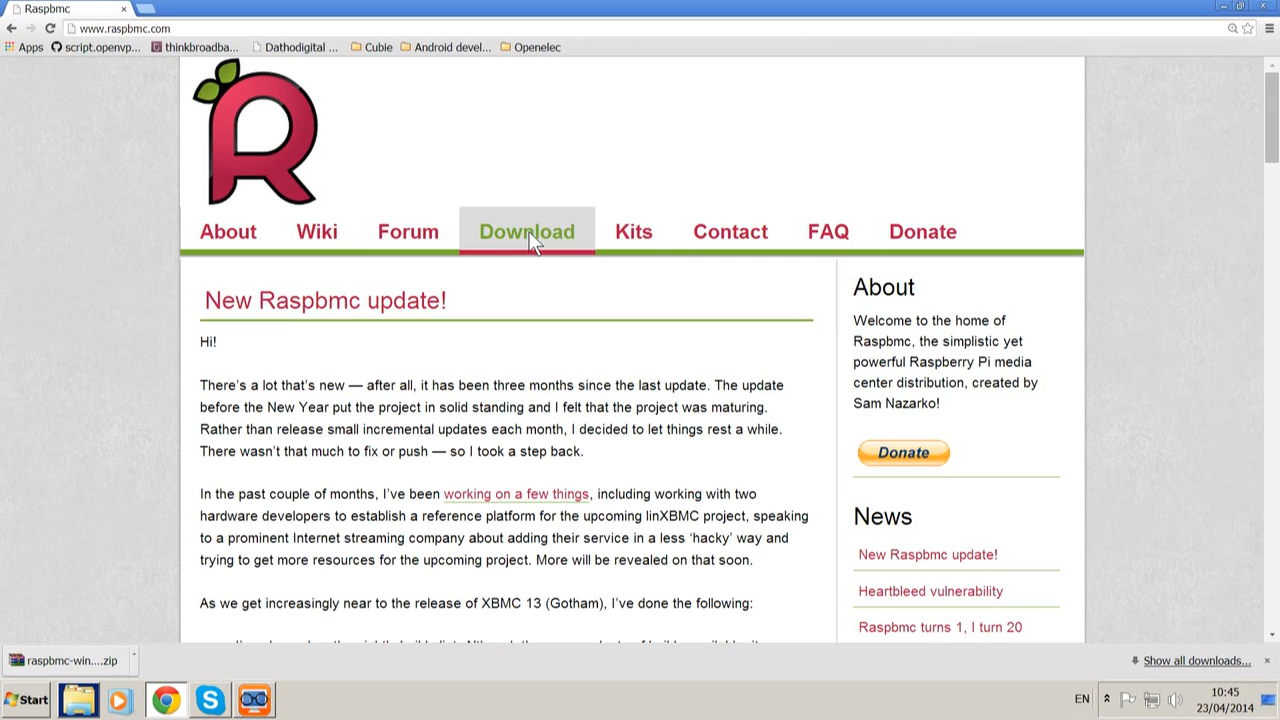 Raspbmc
www.raspbmc.com
Apps script.openvp... thinkbroadba... Dathodigital ... Cubie Android devel... Openelec
R
About Wiki Forum Download Kits Contact FAQ Donate
New Raspbmc update!
Hi!
There's a lot that's new — after all, it has been three months since the last update. The update
before the New Year put the project in solid standing and I felt that the project was maturing.
Rather than release small incremental updates each month, I decided to let things rest a while.
There wasn't that much to fix or push — so I took a step back.
In the past couple of months, I've been working on a few things, including working with two
hardware developers to establish a reference platform for the upcoming linXBMC project, speaking
to a prominent Internet streaming company about adding their service in a less 'hacky' way and
trying to get more resources for the upcoming project. More will be revealed on that soon.
As we get increasingly near to the release of XBMC 13 (Gotham), I've done the following:
About
Welcome to the home of
Raspbmc, the simplistic yet
powerful Raspberry Pi media
center distribution, created by
Sam Nazarko!
Donate
News
New Raspbmc update!
Heartbleed vulnerability
Raspbmc turns 1, I turn 20
raspbmc-win....zip
Show all downloads...
Start
EN
10:45
23/04/2014